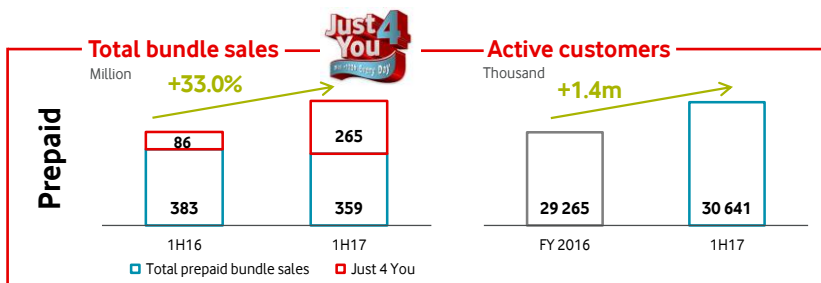 Prepaid
Total bundle sales
Million
+33.0%
86
383
265
359
1H16
1H17
Total prepaid bundle sales
Just 4 You
Just 4
You
Active customers
Thousand
+1.4m
29 265
30 641
FY 2016
1H17